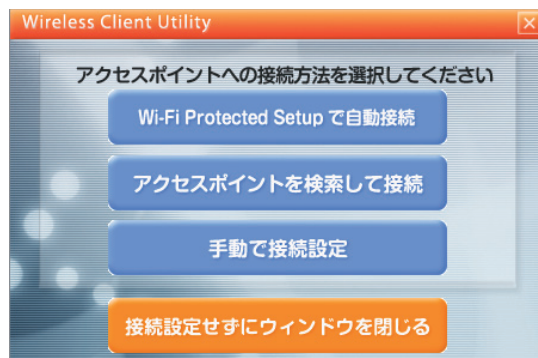 Wireless Client Utility
アクセスポイントへの接続方法を選択してください
Wi-Fi Protected Setup で自動接続
アクセスポイントを検索して接続
手動で接続設定
接続設定せずにウィンドウを閉じる